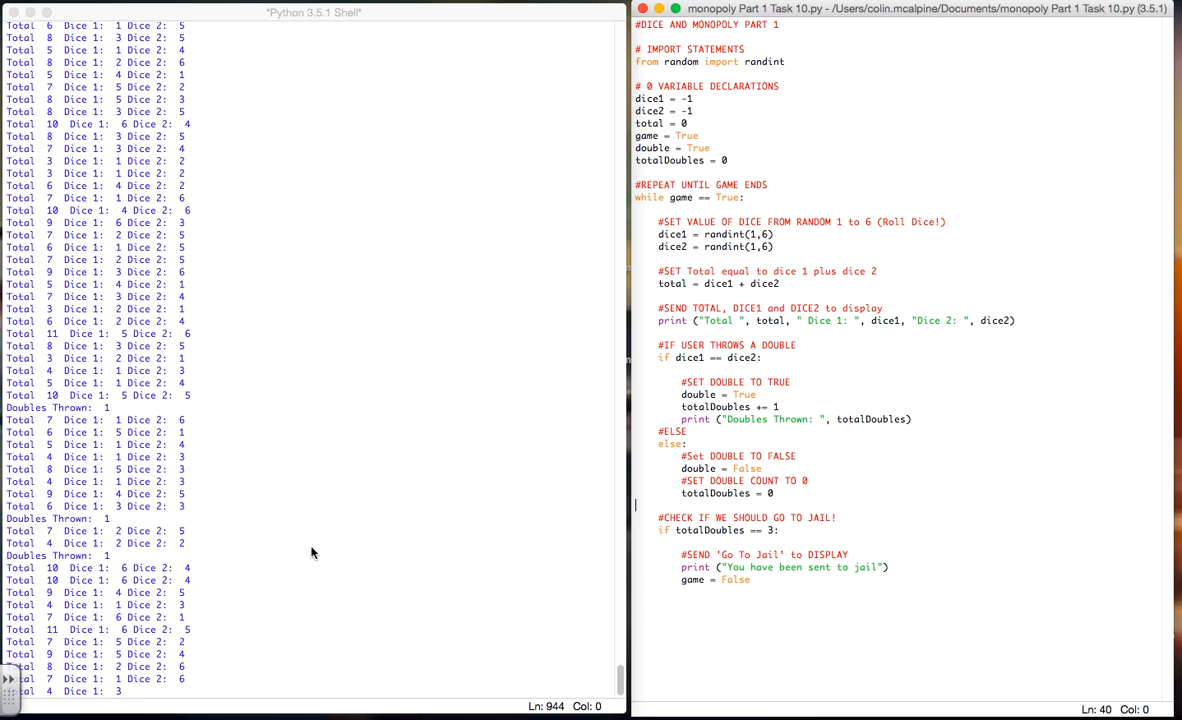 *Python 3.5.1 Shell*
Total  6  Dice 1:  1 Dice 2:  5
Total  8  Dice 1:  3 Dice 2:  5
Total  5  Dice 1:  1 Dice 2:  4
Total  8  Dice 1:  2 Dice 2:  6
Total  5  Dice 1:  4 Dice 2:  1
Total  7  Dice 1:  5 Dice 2:  2
Total  8  Dice 1:  5 Dice 2:  3
Total  8  Dice 1:  3 Dice 2:  5
Total  10  Dice 1:  6 Dice 2:  4
Total  8  Dice 1:  3 Dice 2:  5
Total  7  Dice 1:  3 Dice 2:  4
Total  3  Dice 1:  1 Dice 2:  2
Total  3  Dice 1:  1 Dice 2:  2
Total  6  Dice 1:  4 Dice 2:  2
Total  7  Dice 1:  1 Dice 2:  6
Total  10  Dice 1:  4 Dice 2:  6
Total  9  Dice 1:  6 Dice 2:  3
Total  7  Dice 1:  2 Dice 2:  5
Total  6  Dice 1:  1 Dice 2:  5
Total  7  Dice 1:  2 Dice 2:  5
Total  9  Dice 1:  3 Dice 2:  6
Total  5  Dice 1:  4 Dice 2:  1
Total  7  Dice 1:  3 Dice 2:  4
Total  3  Dice 1:  2 Dice 2:  1
Total  6  Dice 1:  2 Dice 2:  4
Total  11  Dice 1:  5 Dice 2:  6
Total  8  Dice 1:  3 Dice 2:  5
Total  3  Dice 1:  2 Dice 2:  1
Total  4  Dice 1:  1 Dice 2:  3
Total  5  Dice 1:  1 Dice 2:  4
Total  10  Dice 1:  5 Dice 2:  5
Doubles Thrown:  1
Total  7  Dice 1:  1 Dice 2:  6
Total  6  Dice 1:  5 Dice 2:  1
Total  5  Dice 1:  1 Dice 2:  4
Total  4  Dice 1:  1 Dice 2:  3
Total  8  Dice 1:  5 Dice 2:  3
Total  4  Dice 1:  1 Dice 2:  3
Total  9  Dice 1:  4 Dice 2:  5
Total  6  Dice 1:  3 Dice 2:  3
Doubles Thrown:  1
Total  7  Dice 1:  2 Dice 2:  5
Total  4  Dice 1:  2 Dice 2:  2
Doubles Thrown:  1
Total  10  Dice 1:  6 Dice 2:  4
Total  10  Dice 1:  6 Dice 2:  4
Total  9  Dice 1:  4 Dice 2:  5
Total  4  Dice 1:  1 Dice 2:  3
Total  7  Dice 1:  6 Dice 2:  1
Total  11  Dice 1:  6 Dice 2:  5
Total  7  Dice 1:  5 Dice 2:  2
Total  9  Dice 1:  5 Dice 2:  4
Total  8  Dice 1:  2 Dice 2:  6
Total  7  Dice 1:  1 Dice 2:  6
tal  4  Dice 1:  3
Ln: 944 Col: 0
monopoly Part 1 Task 10.py - /Users/colin.mcalpine/Documents/monopoly Part 1 Task 10.py (3.5.1)
#DICE AND MONOPOLY PART 1
# IMPORT STATEMENTS
from random import randint
# 0 VARIABLE DECLARATIONS
dice1 = -1
dice2 = -1
total = 0
game = True
double = True
totalDoubles = 0
#REPEAT UNTIL GAME ENDS
while game == True:
#SET VALUE OF DICE FROM RANDOM 1 to 6 (Roll Dice!)
dice1 = randint(1,6)
dice2 = randint(1,6)
#SET Total equal to dice 1 plus dice 2
total = dice1 + dice2
#SEND TOTAL, DICE1 and DICE2 to display
print ("Total ", total, " Dice 1: ", dice1, "Dice 2: ", dice2)
#IF USER THROWS A DOUBLE
if dice1 == dice2:
#SET DOUBLE TO TRUE
double = True
totalDoubles += 1
print ("Doubles Thrown: ", totalDoubles)
#ELSE
else:
#Set DOUBLE TO FALSE
double = False
#SET DOUBLE COUNT TO 0
totalDoubles = 0
#CHECK IF WE SHOULD GO TO JAIL!
if totalDoubles == 3:
#SEND 'Go To Jail' to DISPLAY
print ("You have been sent to jail")
game = False
Ln: 40 Col: 0